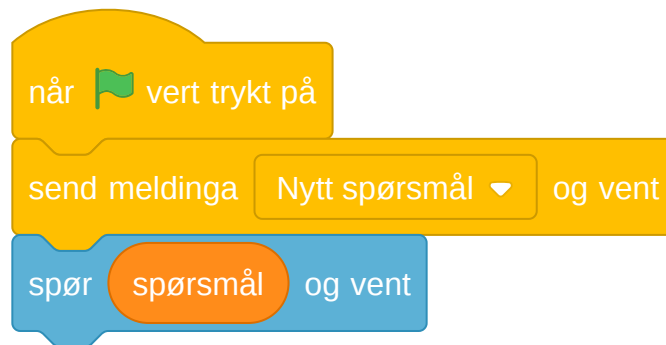 når vert trykt på
send meldinga Nytt spørsmål og vent
spør spørsmål og vent